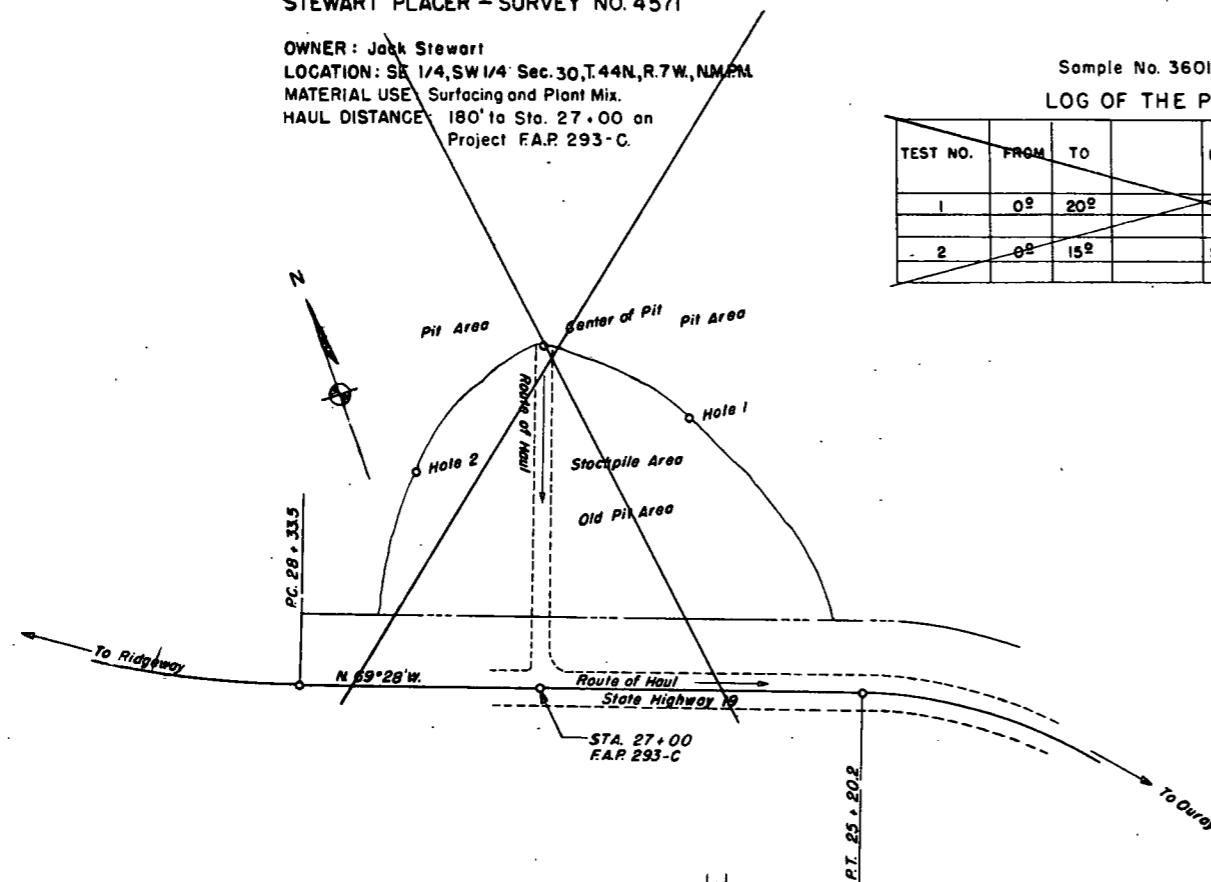 STEWART PLACER – SURVEY NO. 4571
OWNER: Jack Stewart
LOCATION: SE 1/4, SW 1/4 Sec. 30, T. 44N., R. 7W., N.M.P.M.
MATERIAL USE: Surfacing and Plant Mix.
HAUL DISTANCE: 180' to Sta. 27+00 on
Project F.A.P. 293-C.
Sample No. 3601
LOG OF THE P
TEST NO. FROM TO
1 0º 20º
2 0º 15º
N
Pit Area
Center of Pit
Pit Area
Route of Haul
Hole 1
Hole 2
Stockpile Area
Old Pit Area
P.C. 28 + 33.5
To Ridgeway
N. 69°28' W.
Route of Haul
State Highway 19
STA. 27+00
F.A.P. 293-C
P.T. 25 + 20.2
To Ouray